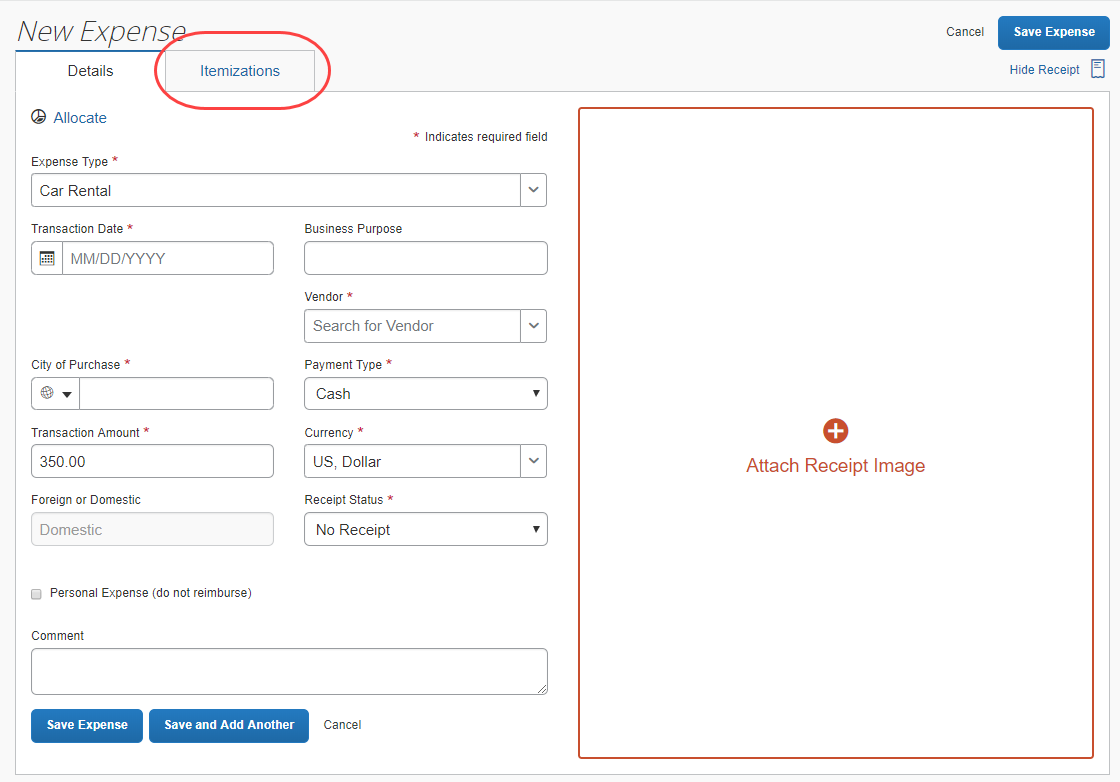 New Expense
Cancel
Save Expense
Details
Itemizations
Hide Receipt
Allocate
* Indicates required field
Expense Type *
Car Rental
Transaction Date *
Business Purpose
MM/DD/YYYY
Vendor *
Search for Vendor
City of Purchase *
Payment Type *
Cash
Transaction Amount *
Currency *
350.00
US, Dollar
Foreign or Domestic
Receipt Status *
Domestic
No Receipt
Attach Receipt Image
Personal Expense (do not reimburse)
Comment
Save Expense
Save and Add Another
Cancel